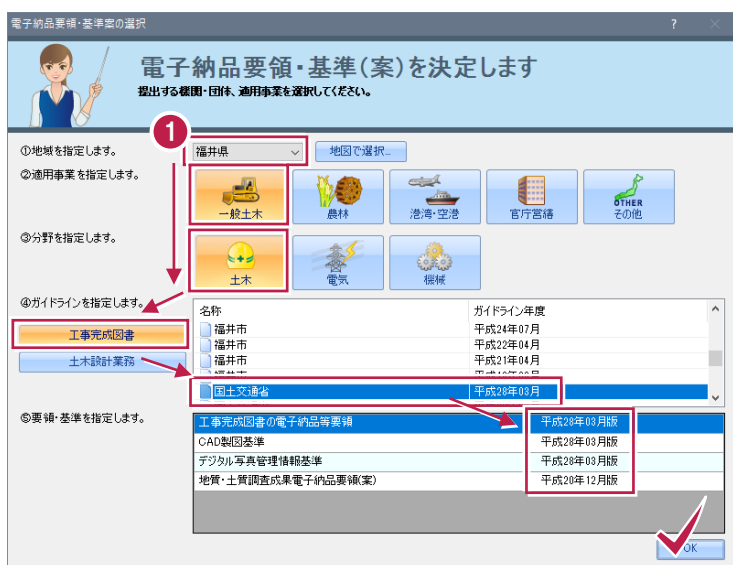 電子納品要領・基準案の選択
?
電子納品要領・基準(案)を決定します
提出する機関・団体、適用事業を選択してください。
1
①地域を指定します。
福井県
地図で選択...
②適用事業を指定します。
一般土木
農林
港湾・空港
官庁営繕
OTHER
その他
③分野を指定します。
土木
電気
機械
④ガイドラインを指定します。
工事完成図書
土木設計業務
名称 ガイドライン年度
福井市 平成24年07月
福井市 平成22年04月
福井市 平成21年04月
国土交通省 平成28年03月
⑤要領・基準を指定します。
工事完成図書の電子納品等要領 平成28年03月版
CAD製図基準 平成28年03月版
デジタル写真管理情報基準 平成28年03月版
地質・土質調査成果電子納品要領(案) 平成20年12月版
OK